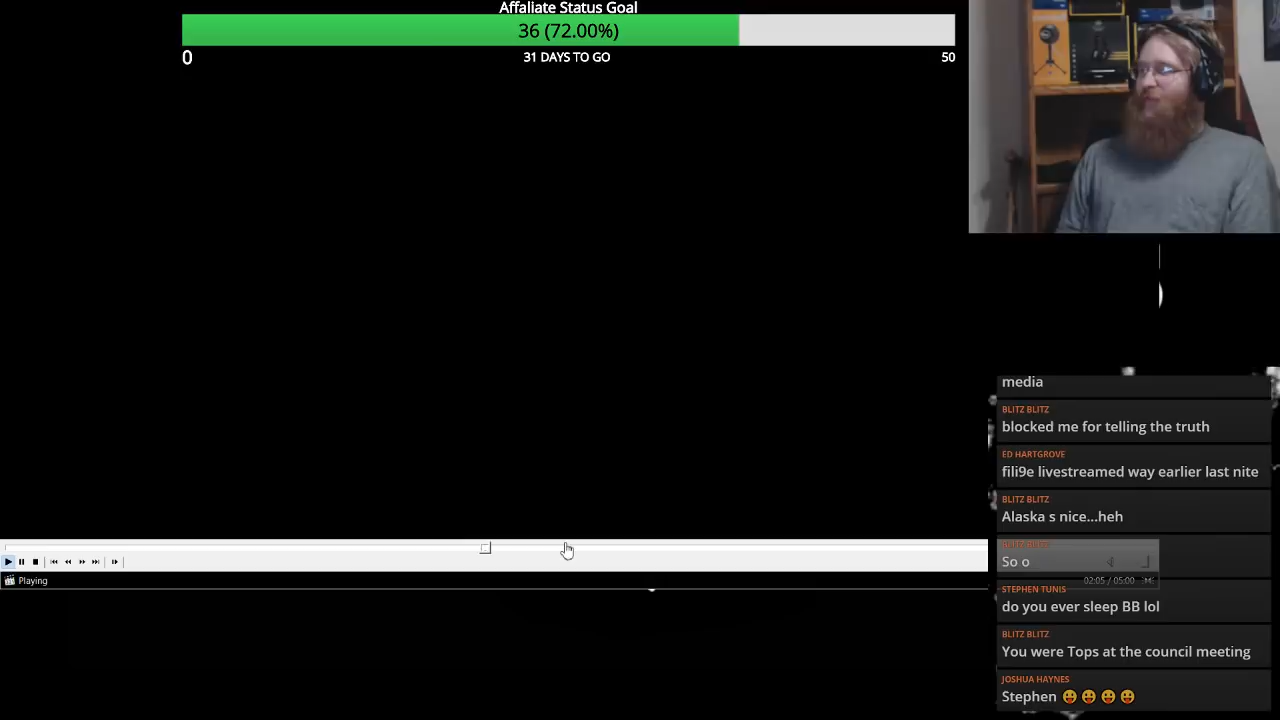 Affaliate Status Goal
36 (72.00%)
0
31 DAYS TO GO
50
media
BLITZ BLITZ
blocked me for telling the truth
ED HARTGROVE
fili9e livestreamed way earlier last nite
BLITZ BLITZ
Alaska s nice...heh
BLITZ BLITZ
So o
02:05 / 05:00
Playing
STEPHEN TUNIS
do you ever sleep BB lol
BLITZ BLITZ
You were Tops at the council meeting
JOSHUA HAYNES
Stephen 😛 😛 😛 😛